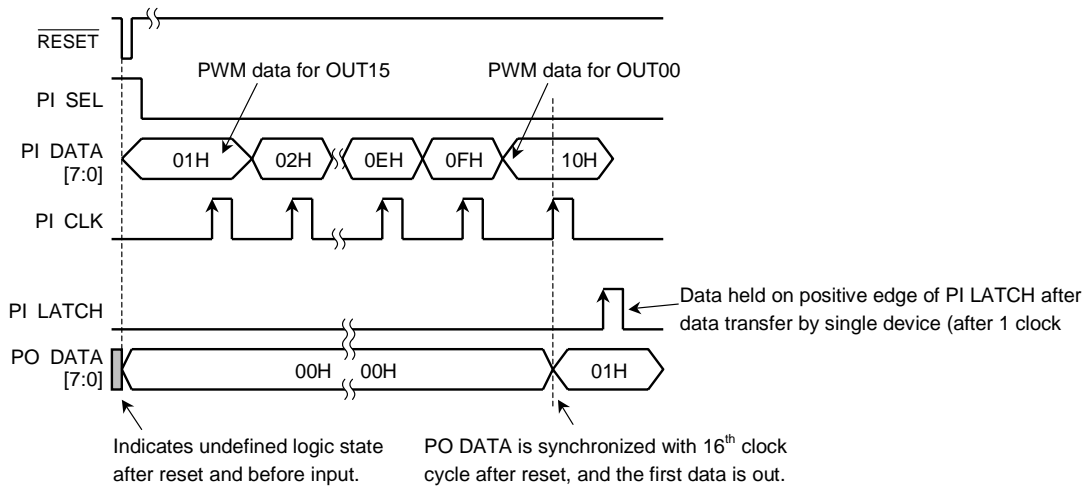 RESET
PWM data for OUT15
PWM data for OUT00
PI SEL
PI DATA
[7:0]
01H
02H
0EH
0FH
10H
PI CLK
PI LATCH
Data held on positive edge of PI LATCH after
data transfer by single device (after 1 clock
PO DATA
[7:0]
00H
00H
01H
Indicates undefined logic state
after reset and before input.
PO DATA is synchronized with 16th clock
cycle after reset, and the first data is out.